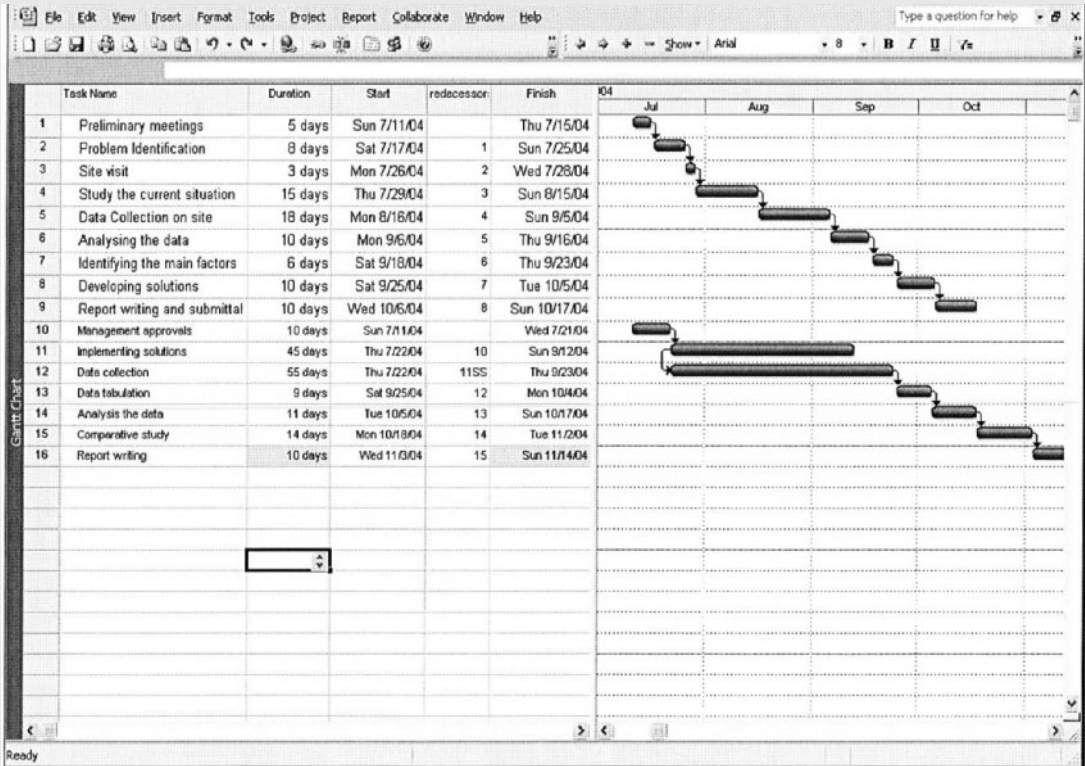 File Edit View Insert Format Tools Project Report Collaborate Window Help Type a question for help
Show Arial 8 B I U
Task Name Duration Start redecessor: Finish
04
Jul Aug Sep Oct
1 Preliminary meetings 5 days Sun 7/11/04 Thu 7/15/04
2 Problem Identification 8 days Sat 7/17/04 1 Sun 7/25/04
3 Site visit 3 days Mon 7/26/04 2 Wed 7/28/04
4 Study the current situation 15 days Thu 7/29/04 3 Sun 8/15/04
5 Data Collection on site 18 days Mon 8/16/04 4 Sun 9/5/04
6 Analysing the data 10 days Mon 9/6/04 5 Thu 9/16/04
7 Identifying the main factors 6 days Sat 9/18/04 6 Thu 9/23/04
8 Developing solutions 10 days Sat 9/25/04 7 Tue 10/5/04
9 Report writing and submittal 10 days Wed 10/6/04 8 Sun 10/17/04
10 Management approvals 10 days Sun 7/11/04 Wed 7/21/04
11 Implementing solutions 45 days Thu 7/22/04 10 Sun 9/12/04
12 Data collection 55 days Thu 7/22/04 11SS Thu 9/23/04
13 Data tabulation 9 days Sat 9/25/04 12 Mon 10/4/04
14 Analysis the data 11 days Tue 10/5/04 13 Sun 10/17/04
15 Comparative study 14 days Mon 10/18/04 14 Tue 11/2/04
16 Report writing 10 days Wed 11/3/04 15 Sun 11/14/04
Gantt Chart
Ready